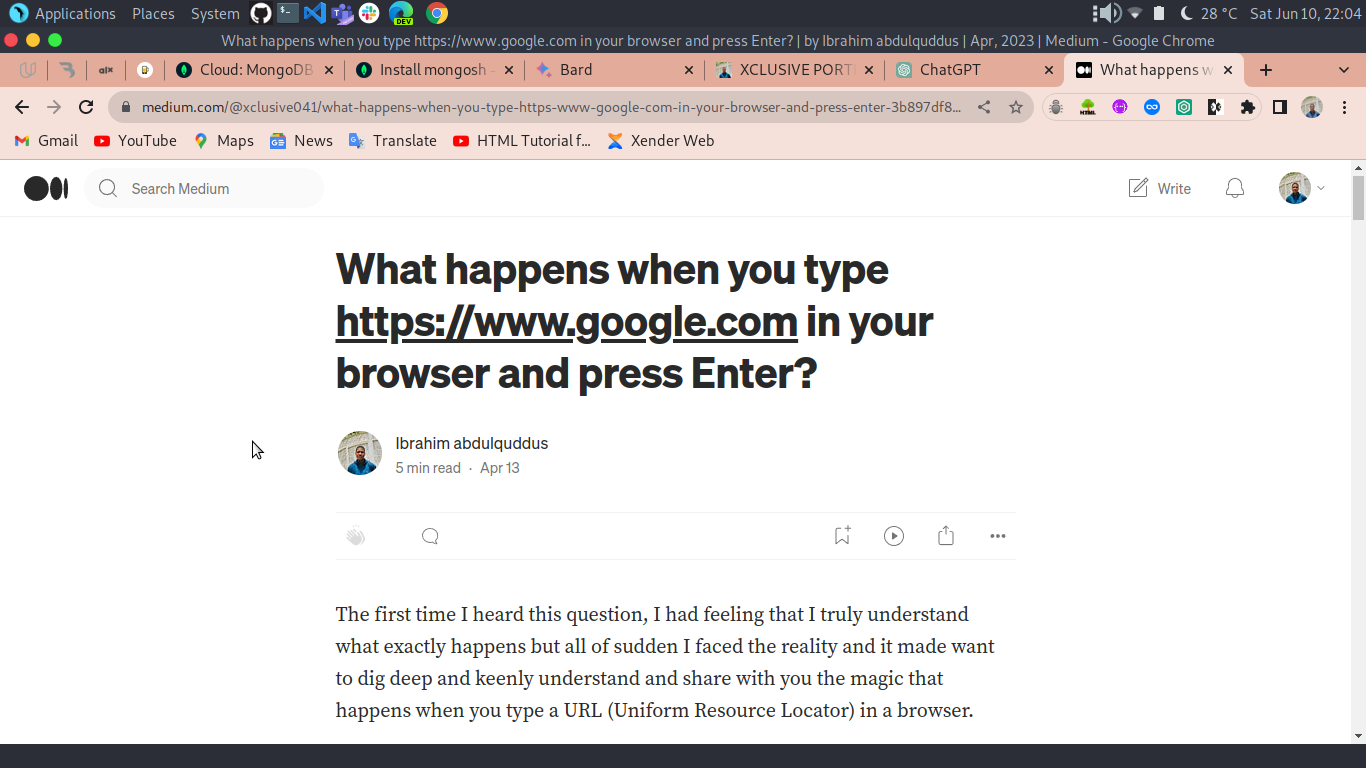 Applications Places System DEV 28 °C Sat Jun 10, 22:04
What happens when you type https://www.google.com in your browser and press Enter? | by Ibrahim abdulquddus | Apr, 2023 | Medium - Google Chrome
Cloud: MongoDB Install mongosh - Bard XCLUSIVE PORT ChatGPT What happens w
medium.com/@xclusive041/what-happens-when-you-type-https-www-google-com-in-your-browser-and-press-enter-3b897df8... HTML
Gmail YouTube Maps News Translate HTML Tutorial f... Xender Web
Search Medium Write
What happens when you type
https://www.google.com in your
browser and press Enter?
Ibrahim abdulquddus
5 min read · Apr 13
The first time I heard this question, I had feeling that I truly understand
what exactly happens but all of sudden I faced the reality and it made want
to dig deep and keenly understand and share with you the magic that
happens when you type a URL (Uniform Resource Locator) in a browser.